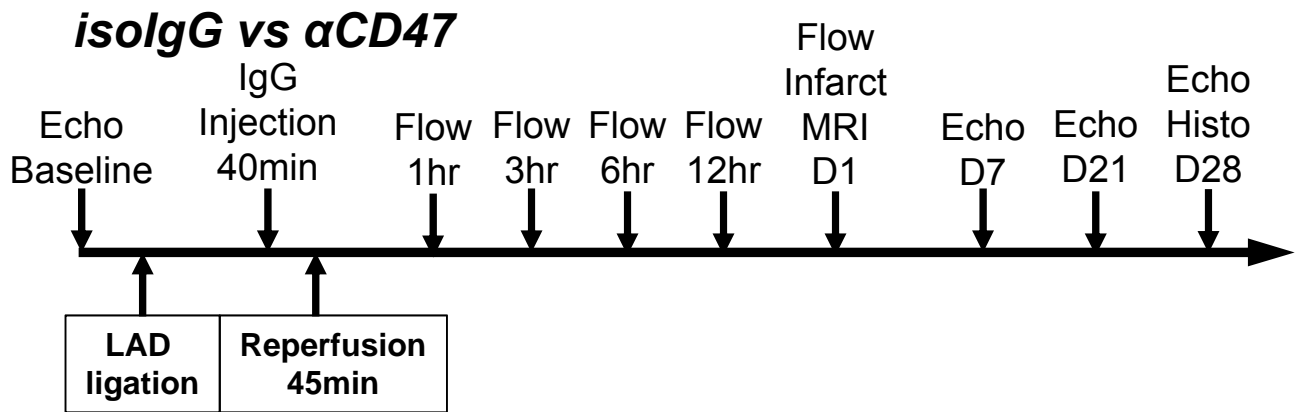 isoIgG vs αCD47
Echo
Baseline
IgG
Injection
40min
Flow
1hr
Flow
3hr
Flow
6hr
Flow
12hr
Flow
Infarct
MRI
D1
Echo
D7
Echo
D21
Echo
Histo
D28
LAD
ligation
Reperfusion
45min